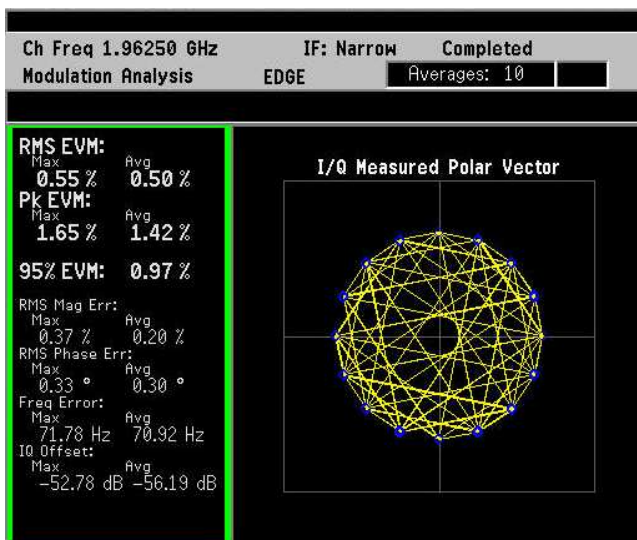 Ch Freq 1.96250 GHz IF: Narrow Completed
Modulation Analysis EDGE Averages: 10
RMS EVM:
Max Avg
0.55 % 0.50 %
Pk EVM:
Max Avg
1.65 % 1.42 %
95% EVM: 0.97 %
RMS Mag Err:
Max Avg
0.37 % 0.20 %
RMS Phase Err:
Max Avg
0.33 ° 0.30 °
Freq Error:
Max Avg
71.78 Hz 70.92 Hz
IQ Offset:
Max Avg
-52.78 dB -56.19 dB
I/Q Measured Polar Vector